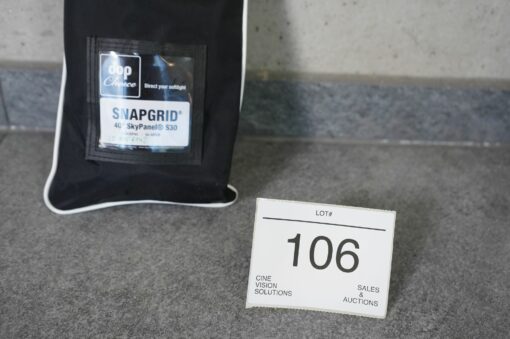 dop
Choice
Direct your softlight
SNAPGRID®
40° SkyPanel® S30
LOT#
106
CINE
VISION
SOLUTIONS
SALES
&
AUCTIONS